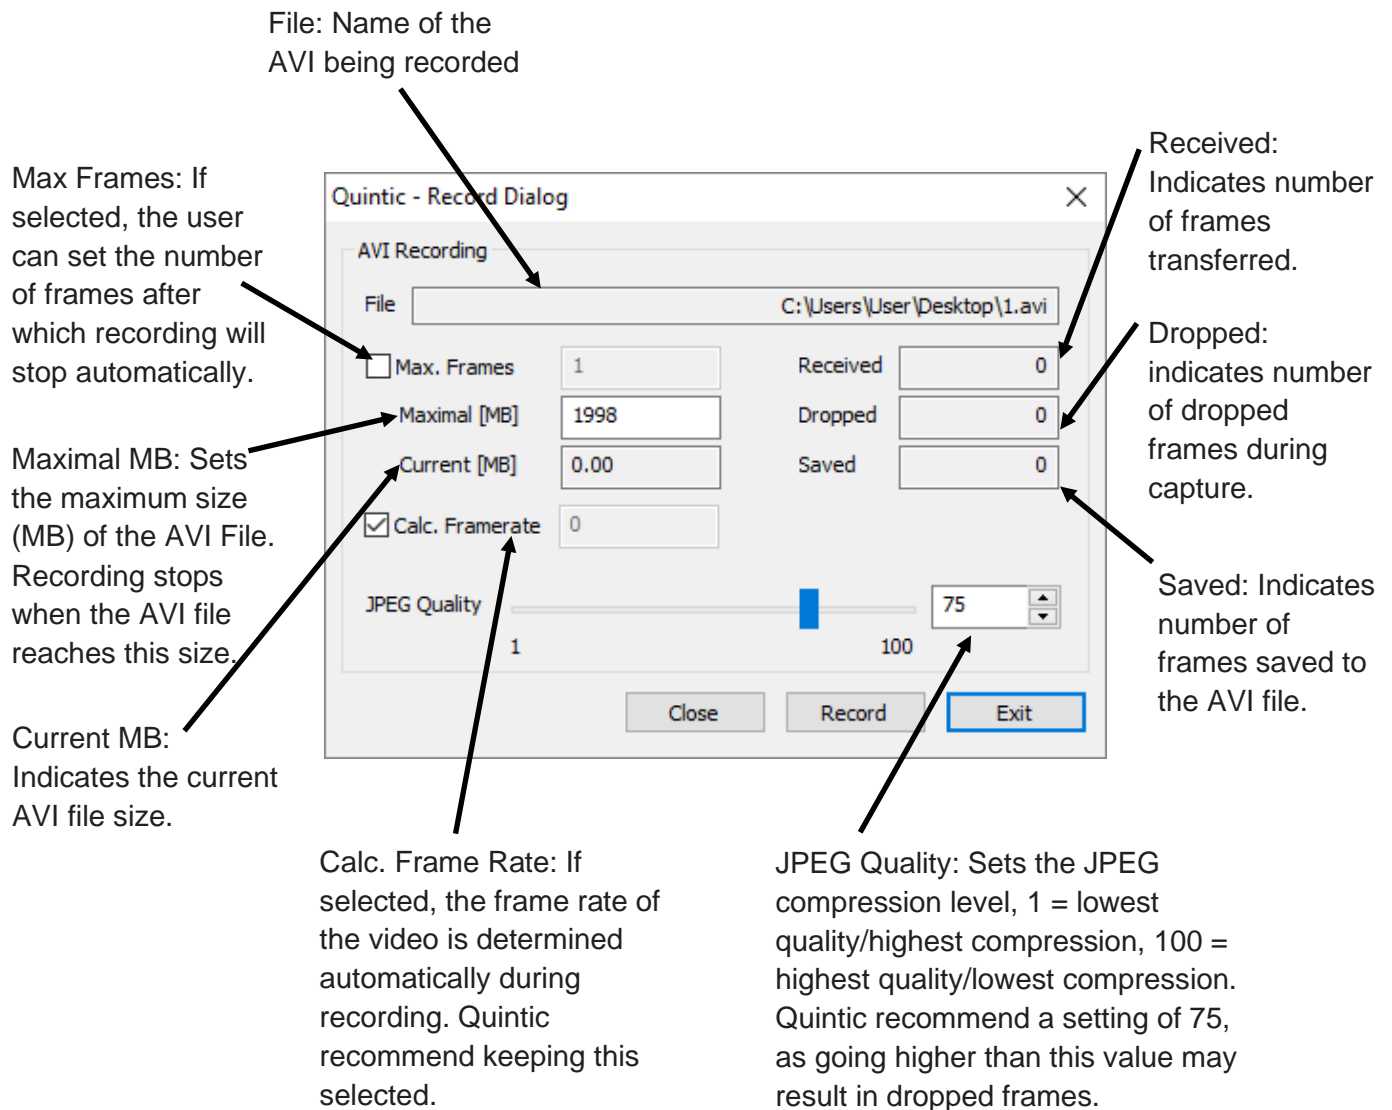 File: Name of the
AVI being recorded
Max Frames: If
selected, the user
can set the number
of frames after
which recording will
stop automatically.
Maximal MB: Sets
the maximum size
(MB) of the AVI File.
Recording stops
when the AVI file
reaches this size.
Current MB:
Indicates the current
AVI file size.
Quintic - Record Dialog
AVI Recording
File C:\Users\User\Desktop\1.avi
Max. Frames 1 Received 0
Maximal [MB] 1998 Dropped 0
Current [MB] 0.00 Saved 0
Calc. Framerate 0
JPEG Quality 75
1 100
Close Record Exit
Received:
Indicates number
of frames
transferred.
Dropped:
indicates number
of dropped
frames during
capture.
Saved: Indicates
number of
frames saved to
the AVI file.
Calc. Frame Rate: If
selected, the frame rate of
the video is determined
automatically during
recording. Quintic
recommend keeping this
selected.
JPEG Quality: Sets the JPEG
compression level, 1 = lowest
quality/highest compression, 100 =
highest quality/lowest compression.
Quintic recommend a setting of 75,
as going higher than this value may
result in dropped frames.